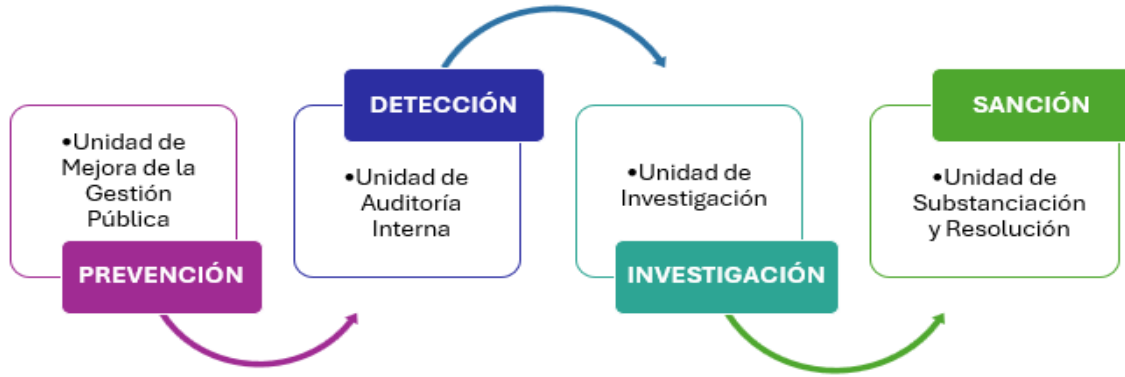 •Unidad de
Mejora de la
Gestión
Pública
PREVENCIÓN
DETECCIÓN
•Unidad de
Auditoría
Interna
•Unidad de
Investigación
INVESTIGACIÓN
SANCIÓN
•Unidad de
Substanciación
y Resolución